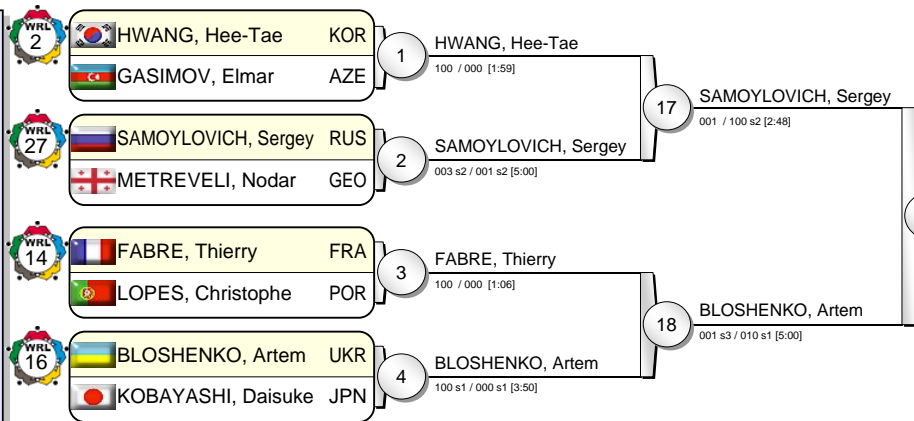 WRL
2
HWANG, Hee-Tae KOR
GASIMOV, Elmar AZE
1
HWANG, Hee-Tae
100 / 000 [1:59]
WRL
27
SAMOYLOVICH, Sergey RUS
METREVELI, Nodar GEO
2
SAMOYLOVICH, Sergey
003 s2 / 001 s2 [5:00]
17
SAMOYLOVICH, Sergey
001 / 100 s2 [2:48]
WRL
14
FABRE, Thierry FRA
LOPES, Christophe POR
3
FABRE, Thierry
100 / 000 [1:06]
WRL
16
BLOSHENKO, Artem UKR
KOBAYASHI, Daisuke JPN
4
BLOSHENKO, Artem
100 s1 / 000 s1 [3:50]
18
BLOSHENKO, Artem
001 s3 / 010 s1 [5:00]